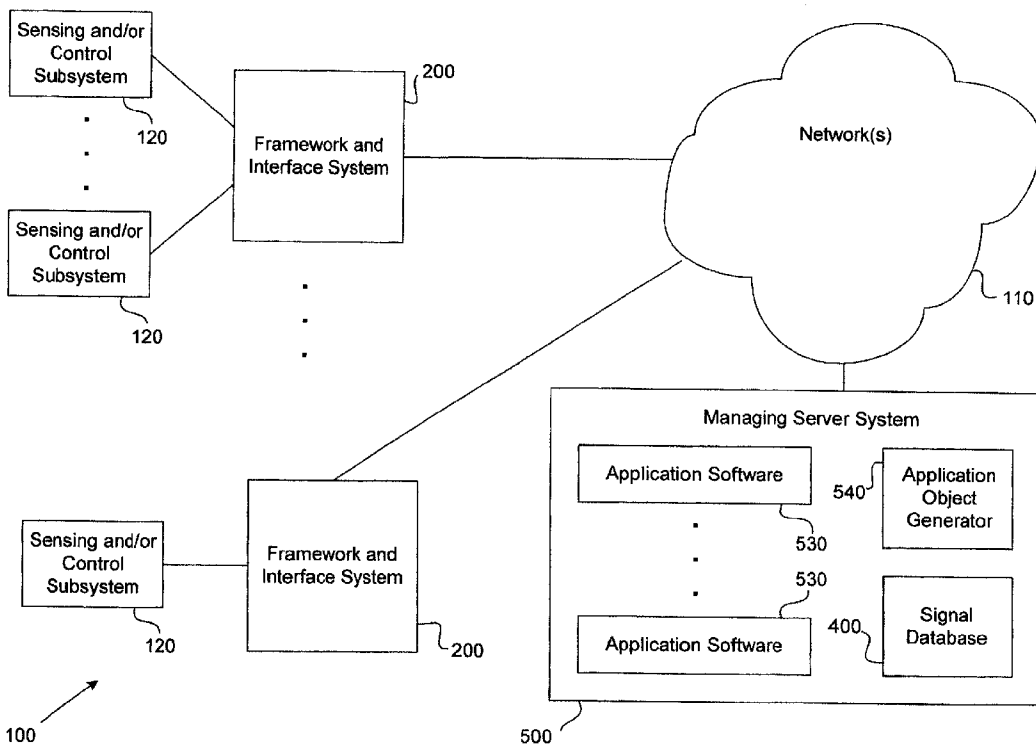 Sensing and/or
Control
Subsystem
120
Sensing and/or
Control
Subsystem
120
200
Framework and
Interface System
Network(s)
110
Sensing and/or
Control
Subsystem
120
Framework and
Interface System
200
Managing Server System
Application Software
530
530
Application Software
540
Application
Object
Generator
400
Signal
Database
100
500